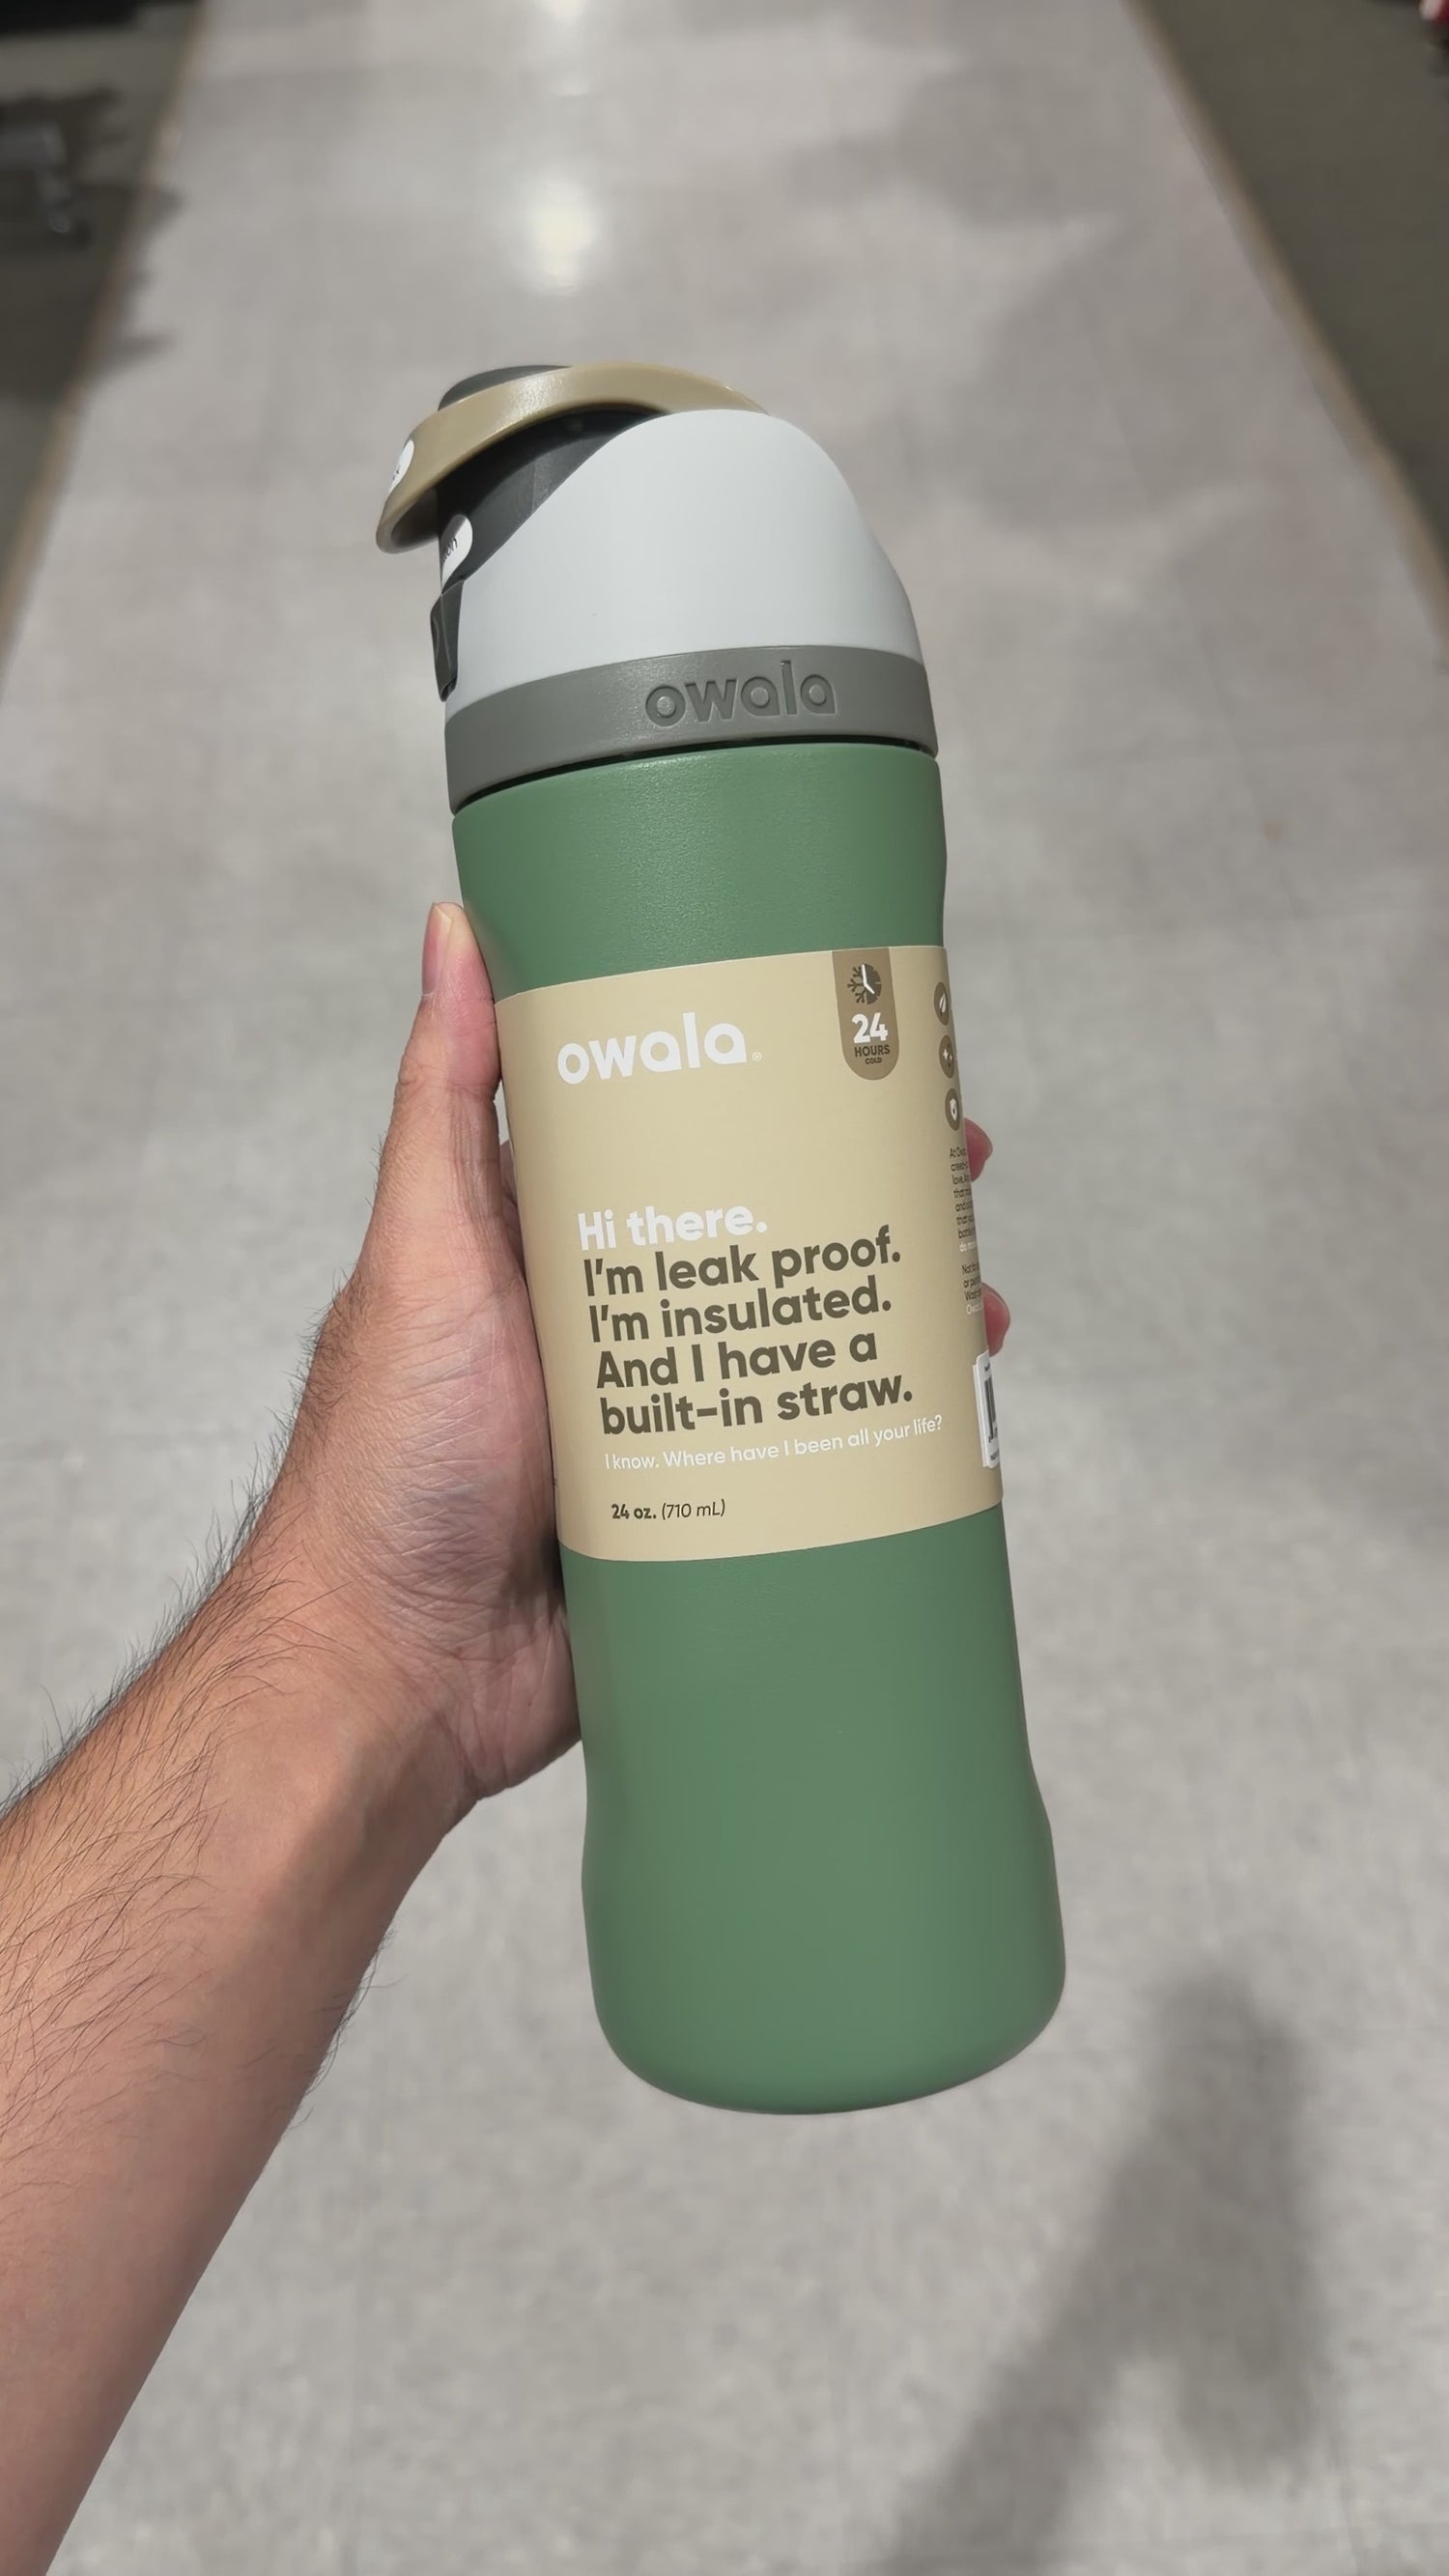 owala
owala®
24
HOURS
COLD
Hi there.
I'm leak proof.
I'm insulated.
And I have a
built-in straw.
I know. Where have I been all your life?
24 oz. (710 mL)